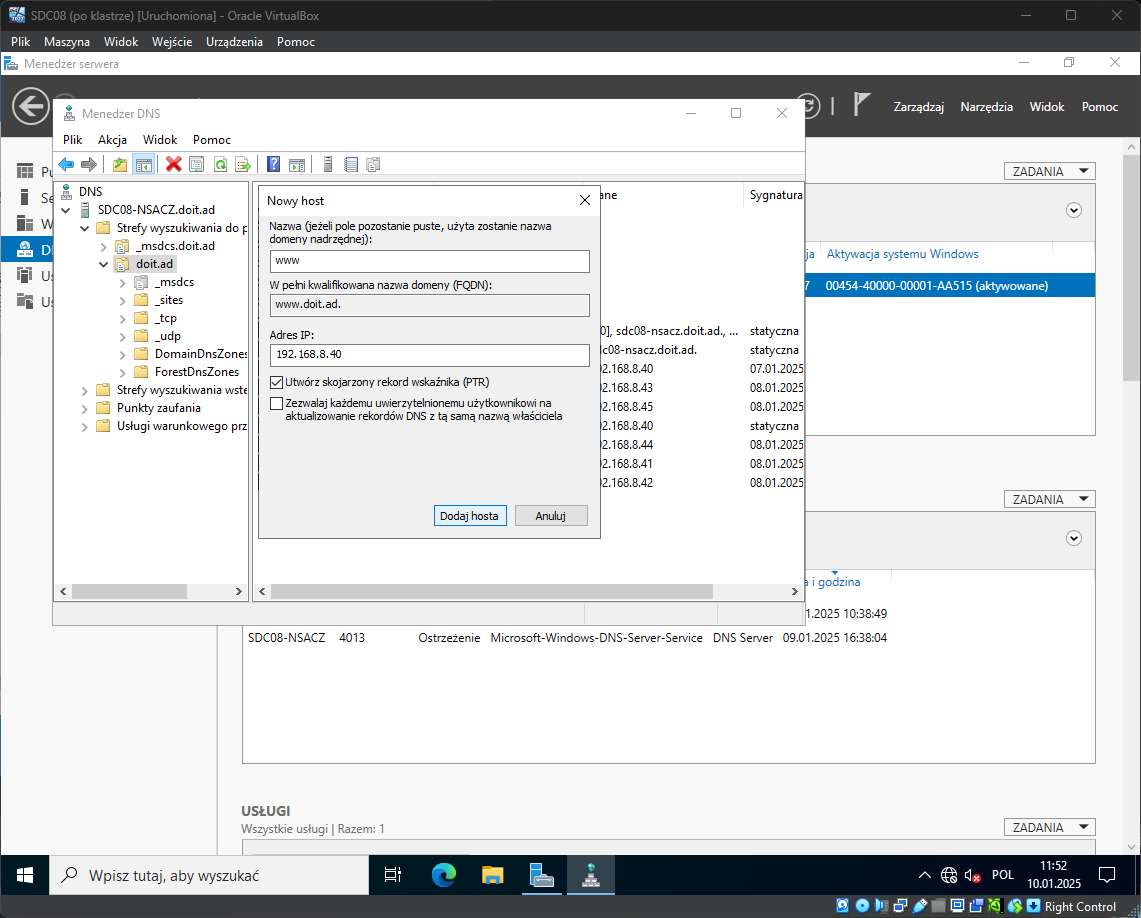 SDC08 (po klastrze) [Uruchomiona] - Oracle VirtualBox
Plik Maszyna Widok Wejście Urządzenia Pomoc
Menedżer serwera
Zarządzaj Narzędzia Widok Pomoc
Menedżer DNS
Plik Akcja Widok Pomoc
DNS
SDC08-NSACZ.doit.ad
Strefy wyszukiwania do p
_msdcs.doit.ad
doit.ad
_msdcs
_sites
_tcp
_udp
DomainDnsZones
ForestDnsZones
Strefy wyszukiwania wste
Punkty zaufania
Usługi warunkowego prz
Nowy host
Nazwa (jeżeli pole pozostanie puste, użyta zostanie nazwa
domeny nadrzędnej):
www
W pełni kwalifikowana nazwa domeny (FQDN):
www.doit.ad.
Adres IP:
192.168.8.40
Utwórz skojarzony rekord wskaźnika (PTR)
Zezwalaj każdemu uwierzytelnionemu użytkownikowi na
aktualizowanie rekordów DNS z tą samą nazwą właściciela
Dodaj hosta Anuluj
ane Sygnatura
0], sdc08-nsacz.doit.ad., ... statyczna
dc08-nsacz.doit.ad. statyczna
92.168.8.40 07.01.2025
92.168.8.43 08.01.2025
92.168.8.45 08.01.2025
92.168.8.40 statyczna
92.168.8.44 08.01.2025
92.168.8.41 08.01.2025
92.168.8.42 08.01.2025
ZADANIA
ja Aktywacja systemu Windows
7 00454-40000-00001-AA515 (aktywowane)
ZADANIA
a i godzina
1.2025 10:38:49
SDC08-NSACZ 4013 Ostrzeżenie Microsoft-Windows-DNS-Server-Service DNS Server 09.01.2025 16:38:04
USŁUGI
Wszystkie usługi | Razem: 1
ZADANIA
Wpisz tutaj, aby wyszukać
POL
11:52
10.01.2025
Right Control